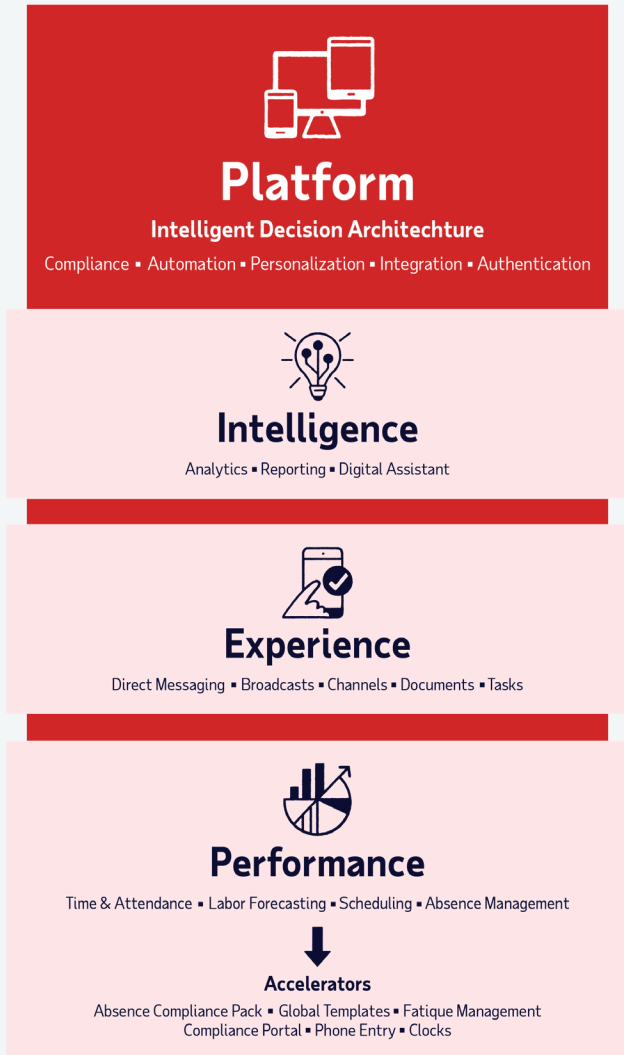 Platform
Intelligent Decision Architechture
Compliance ▪ Automation ▪ Personalization ▪ Integration ▪ Authentication
Intelligence
Analytics ▪ Reporting ▪ Digital Assistant
Experience
Direct Messaging ▪ Broadcasts ▪ Channels ▪ Documents ▪ Tasks
Performance
Time & Attendance ▪ Labor Forecasting ▪ Scheduling ▪ Absence Management
Accelerators
Absence Compliance Pack ▪ Global Templates ▪ Fatique Management
Compliance Portal ▪ Phone Entry ▪ Clocks